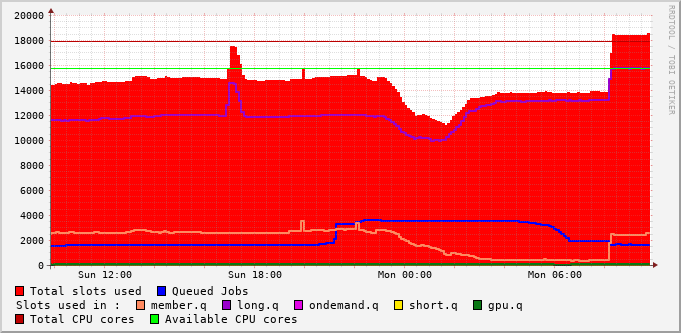 20000
18000
16000
14000
12000
10000
8000
6000
4000
2000
0
Sun 12:00 Sun 18:00 Mon 00:00 Mon 06:00
Total slots used Queued Jobs
Slots used in : member.q long.q ondemand.q short.q gpu.q
Total CPU cores Available CPU cores
RRDTOOL / TOBI OETIKER